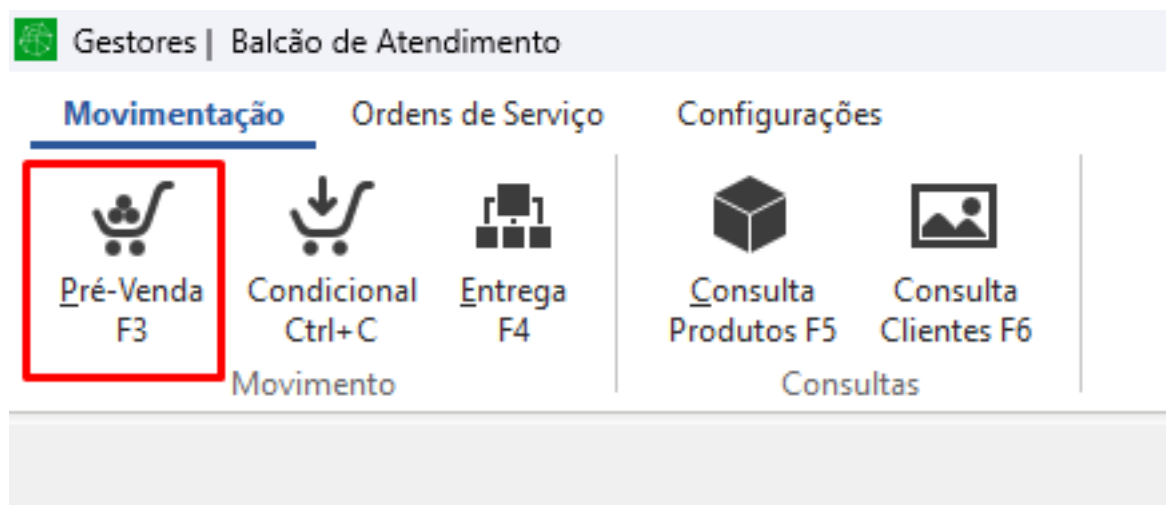 Gestores | Balcão de Atendimento
Movimentação Ordens de Serviço Configurações
Pré-Venda
F3
Condicional
Ctrl+C
Entrega
F4
Consulta
Produtos F5
Consulta
Clientes F6
Movimento
Consultas